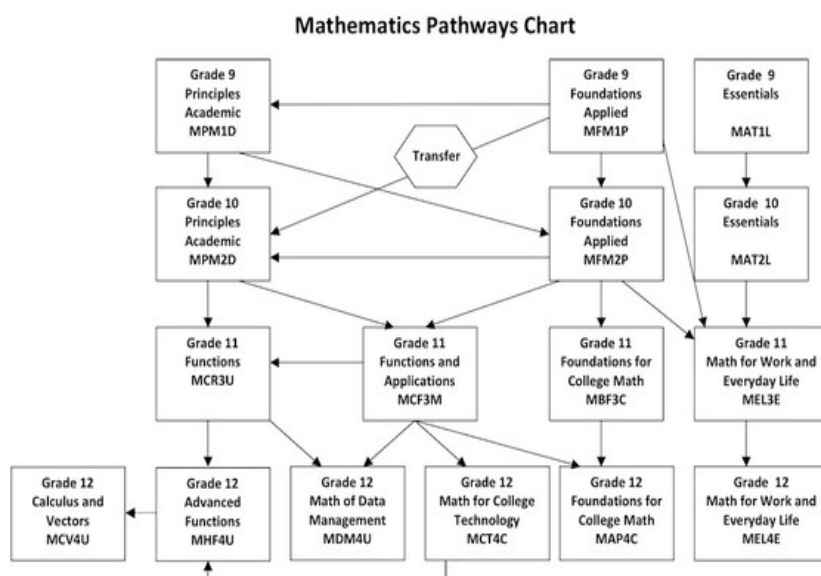 Mathematics Pathways Chart
Grade 9
Principles
Academic
MPM1D
Grade 9
Foundations
Applied
MFM1P
Grade 9
Essentials
MAT1L
Transfer
Grade 10
Principles
Academic
MPM2D
Grade 10
Foundations
Applied
MFM2P
Grade 10
Essentials
MAT2L
Grade 11
Functions
MCR3U
Grade 11
Functions and
Applications
MCF3M
Grade 11
Foundations for
College Math
MBF3C
Grade 11
Math for Work and
Everyday Life
MEL3E
Grade 12
Calculus and
Vectors
MCV4U
Grade 12
Advanced
Functions
MHF4U
Grade 12
Math of Data
Management
MDM4U
Grade 12
Math for College
Technology
MCT4C
Grade 12
Foundations for
College Math
MAP4C
Grade 12
Math for Work and
Everyday Life
MEL4E